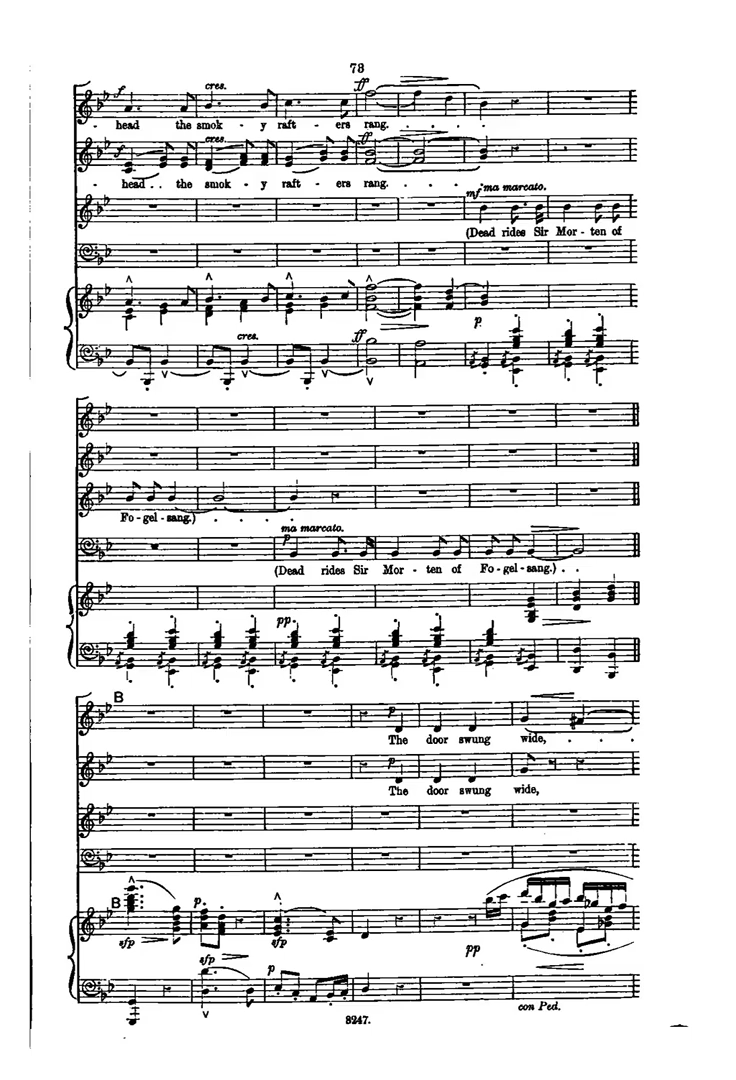 73
f cres. ff
- head the smok - y raft - ers rang. . . .
f cres. ff
- head . . the smok - y raft - ers rang. . . .
mf ma marcato.
(Dead rides Sir Mor - ten of
cres. ff p
Fo - gel - sang.) . . . .
ma marcato.
p
(Dead rides Sir Mor - ten of Fo - gel - sang.) . .
pp
B
p
The door swung wide, . . .
p
The door swung wide,
B
sfp p. sfp
sfp p pp
con Ped.
8247.